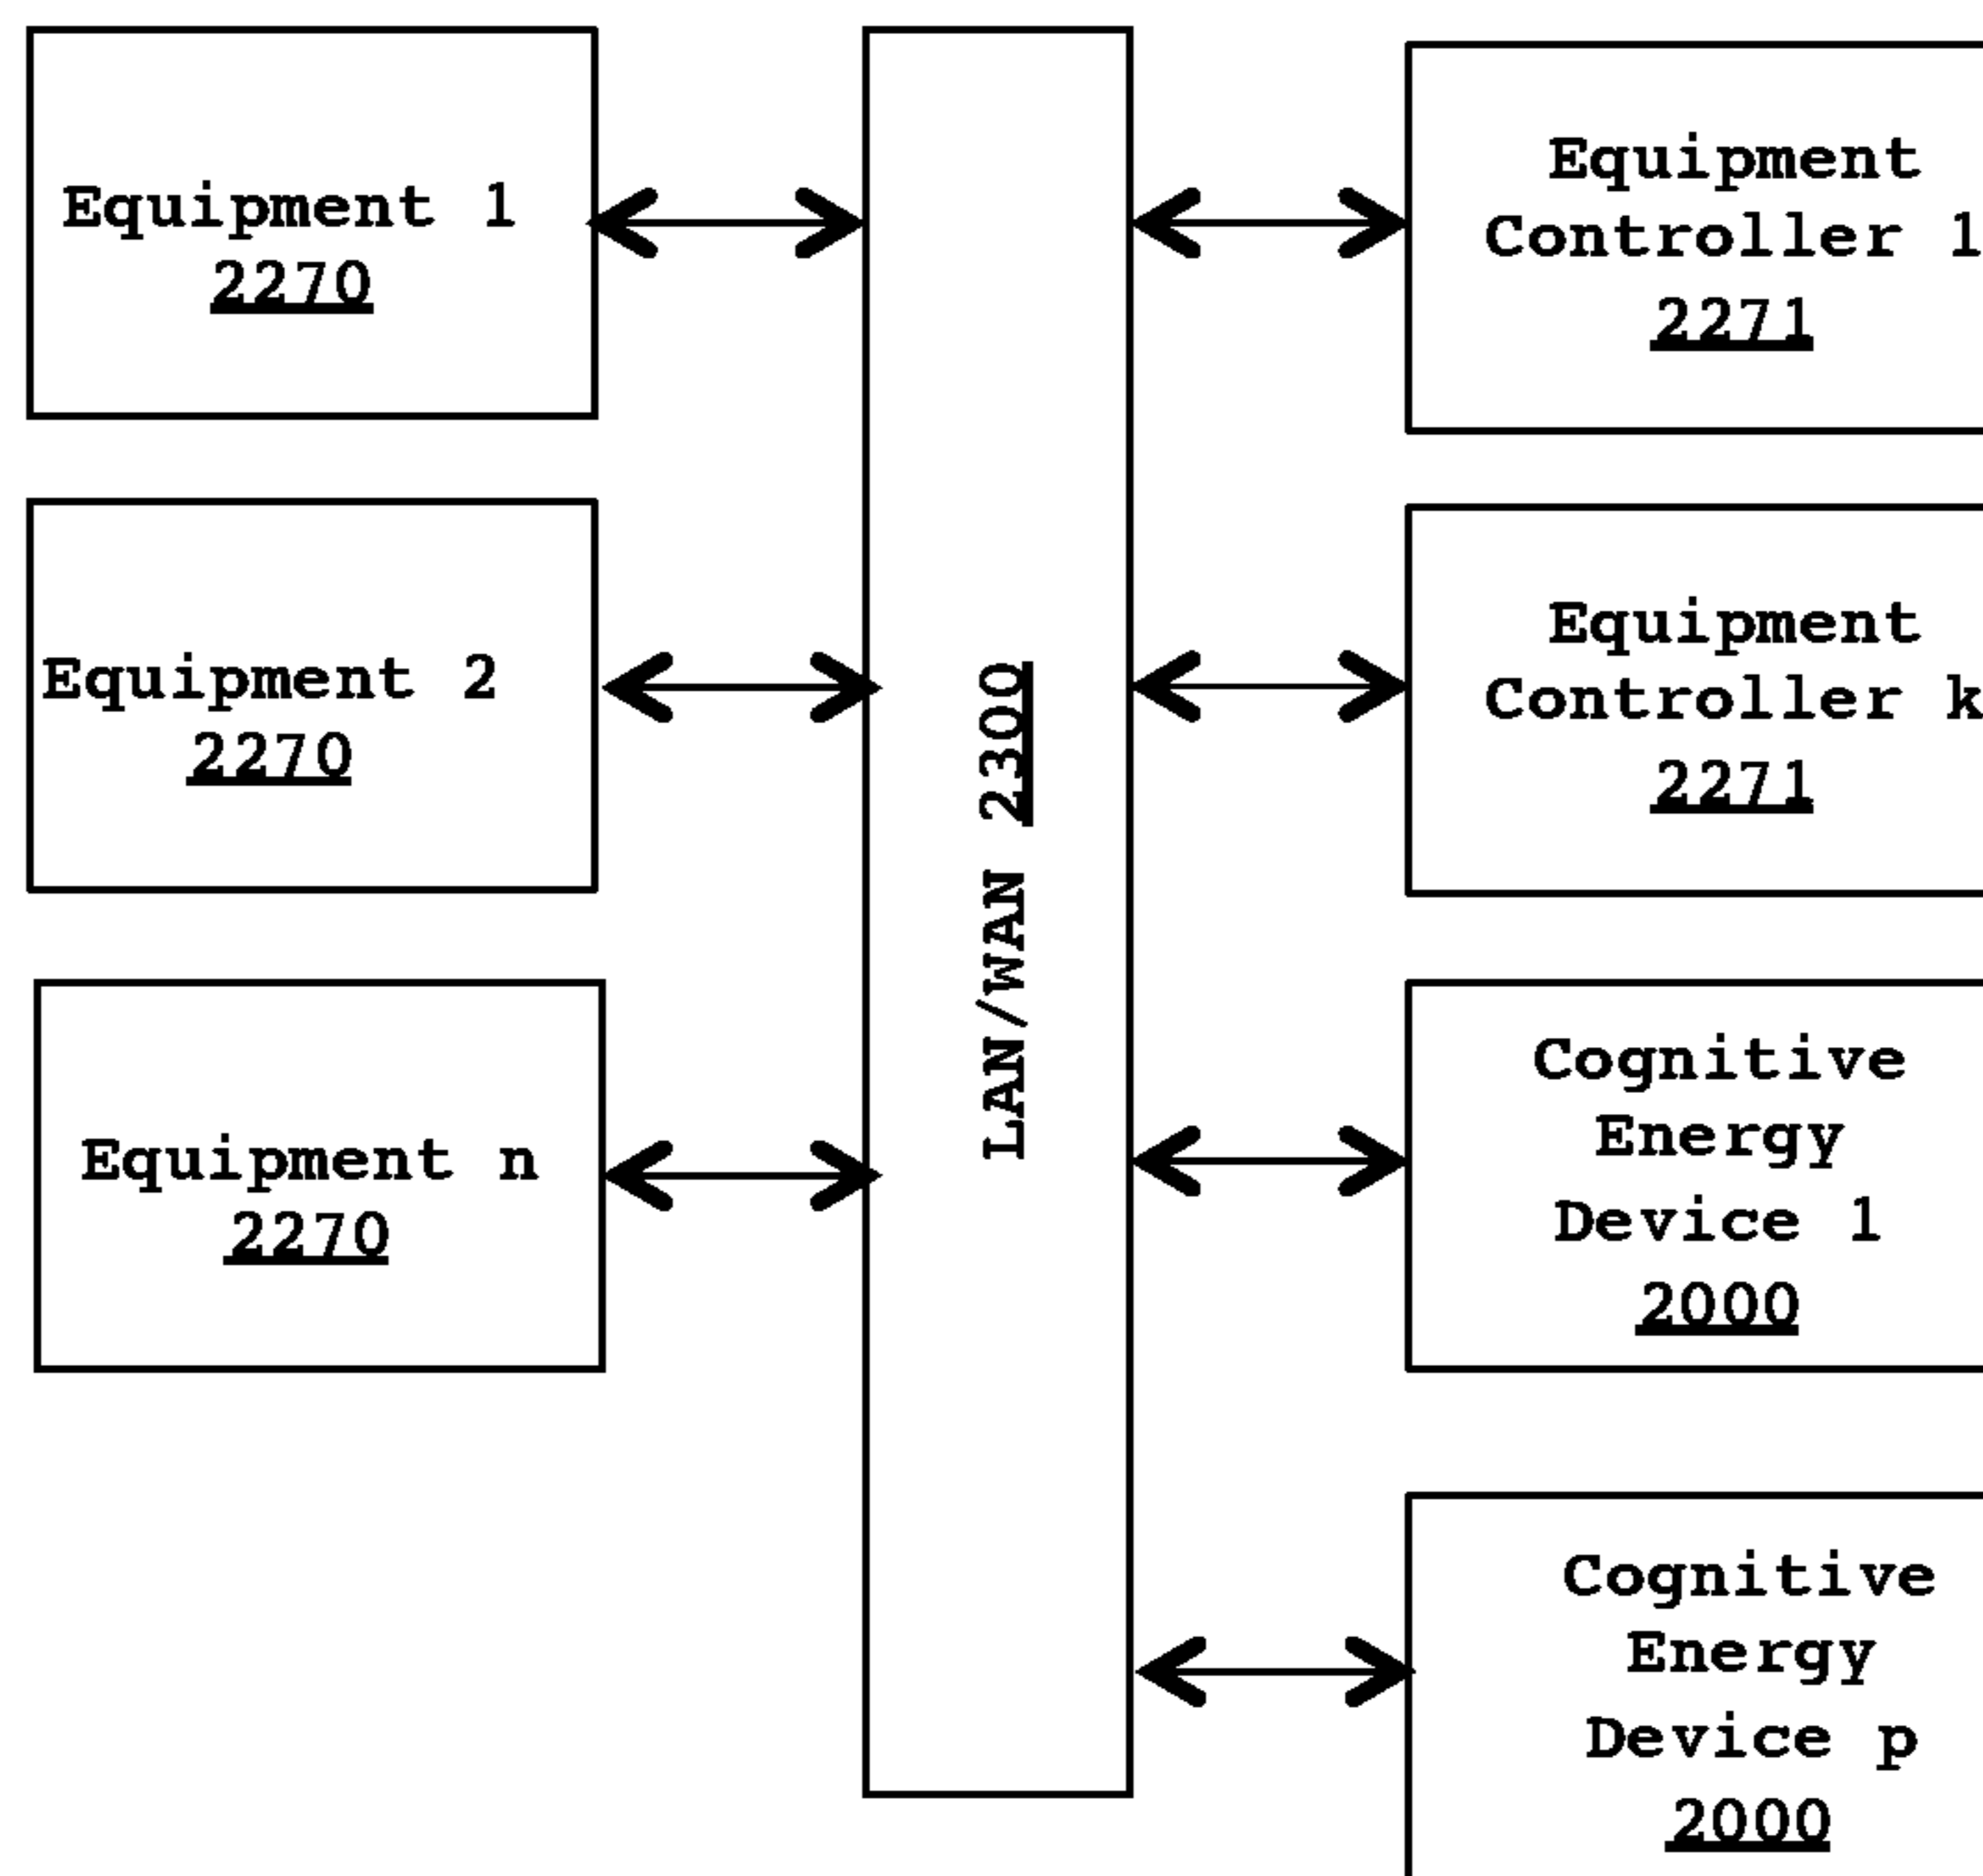 Equipment 1
2270
Equipment 2
2270
Equipment n
2270
LAN/WAN 2300
Equipment
Controller 1
2271
Equipment
Controller k
2271
Cognitive
Energy
Device 1
2000
Cognitive
Energy
Device p
2000